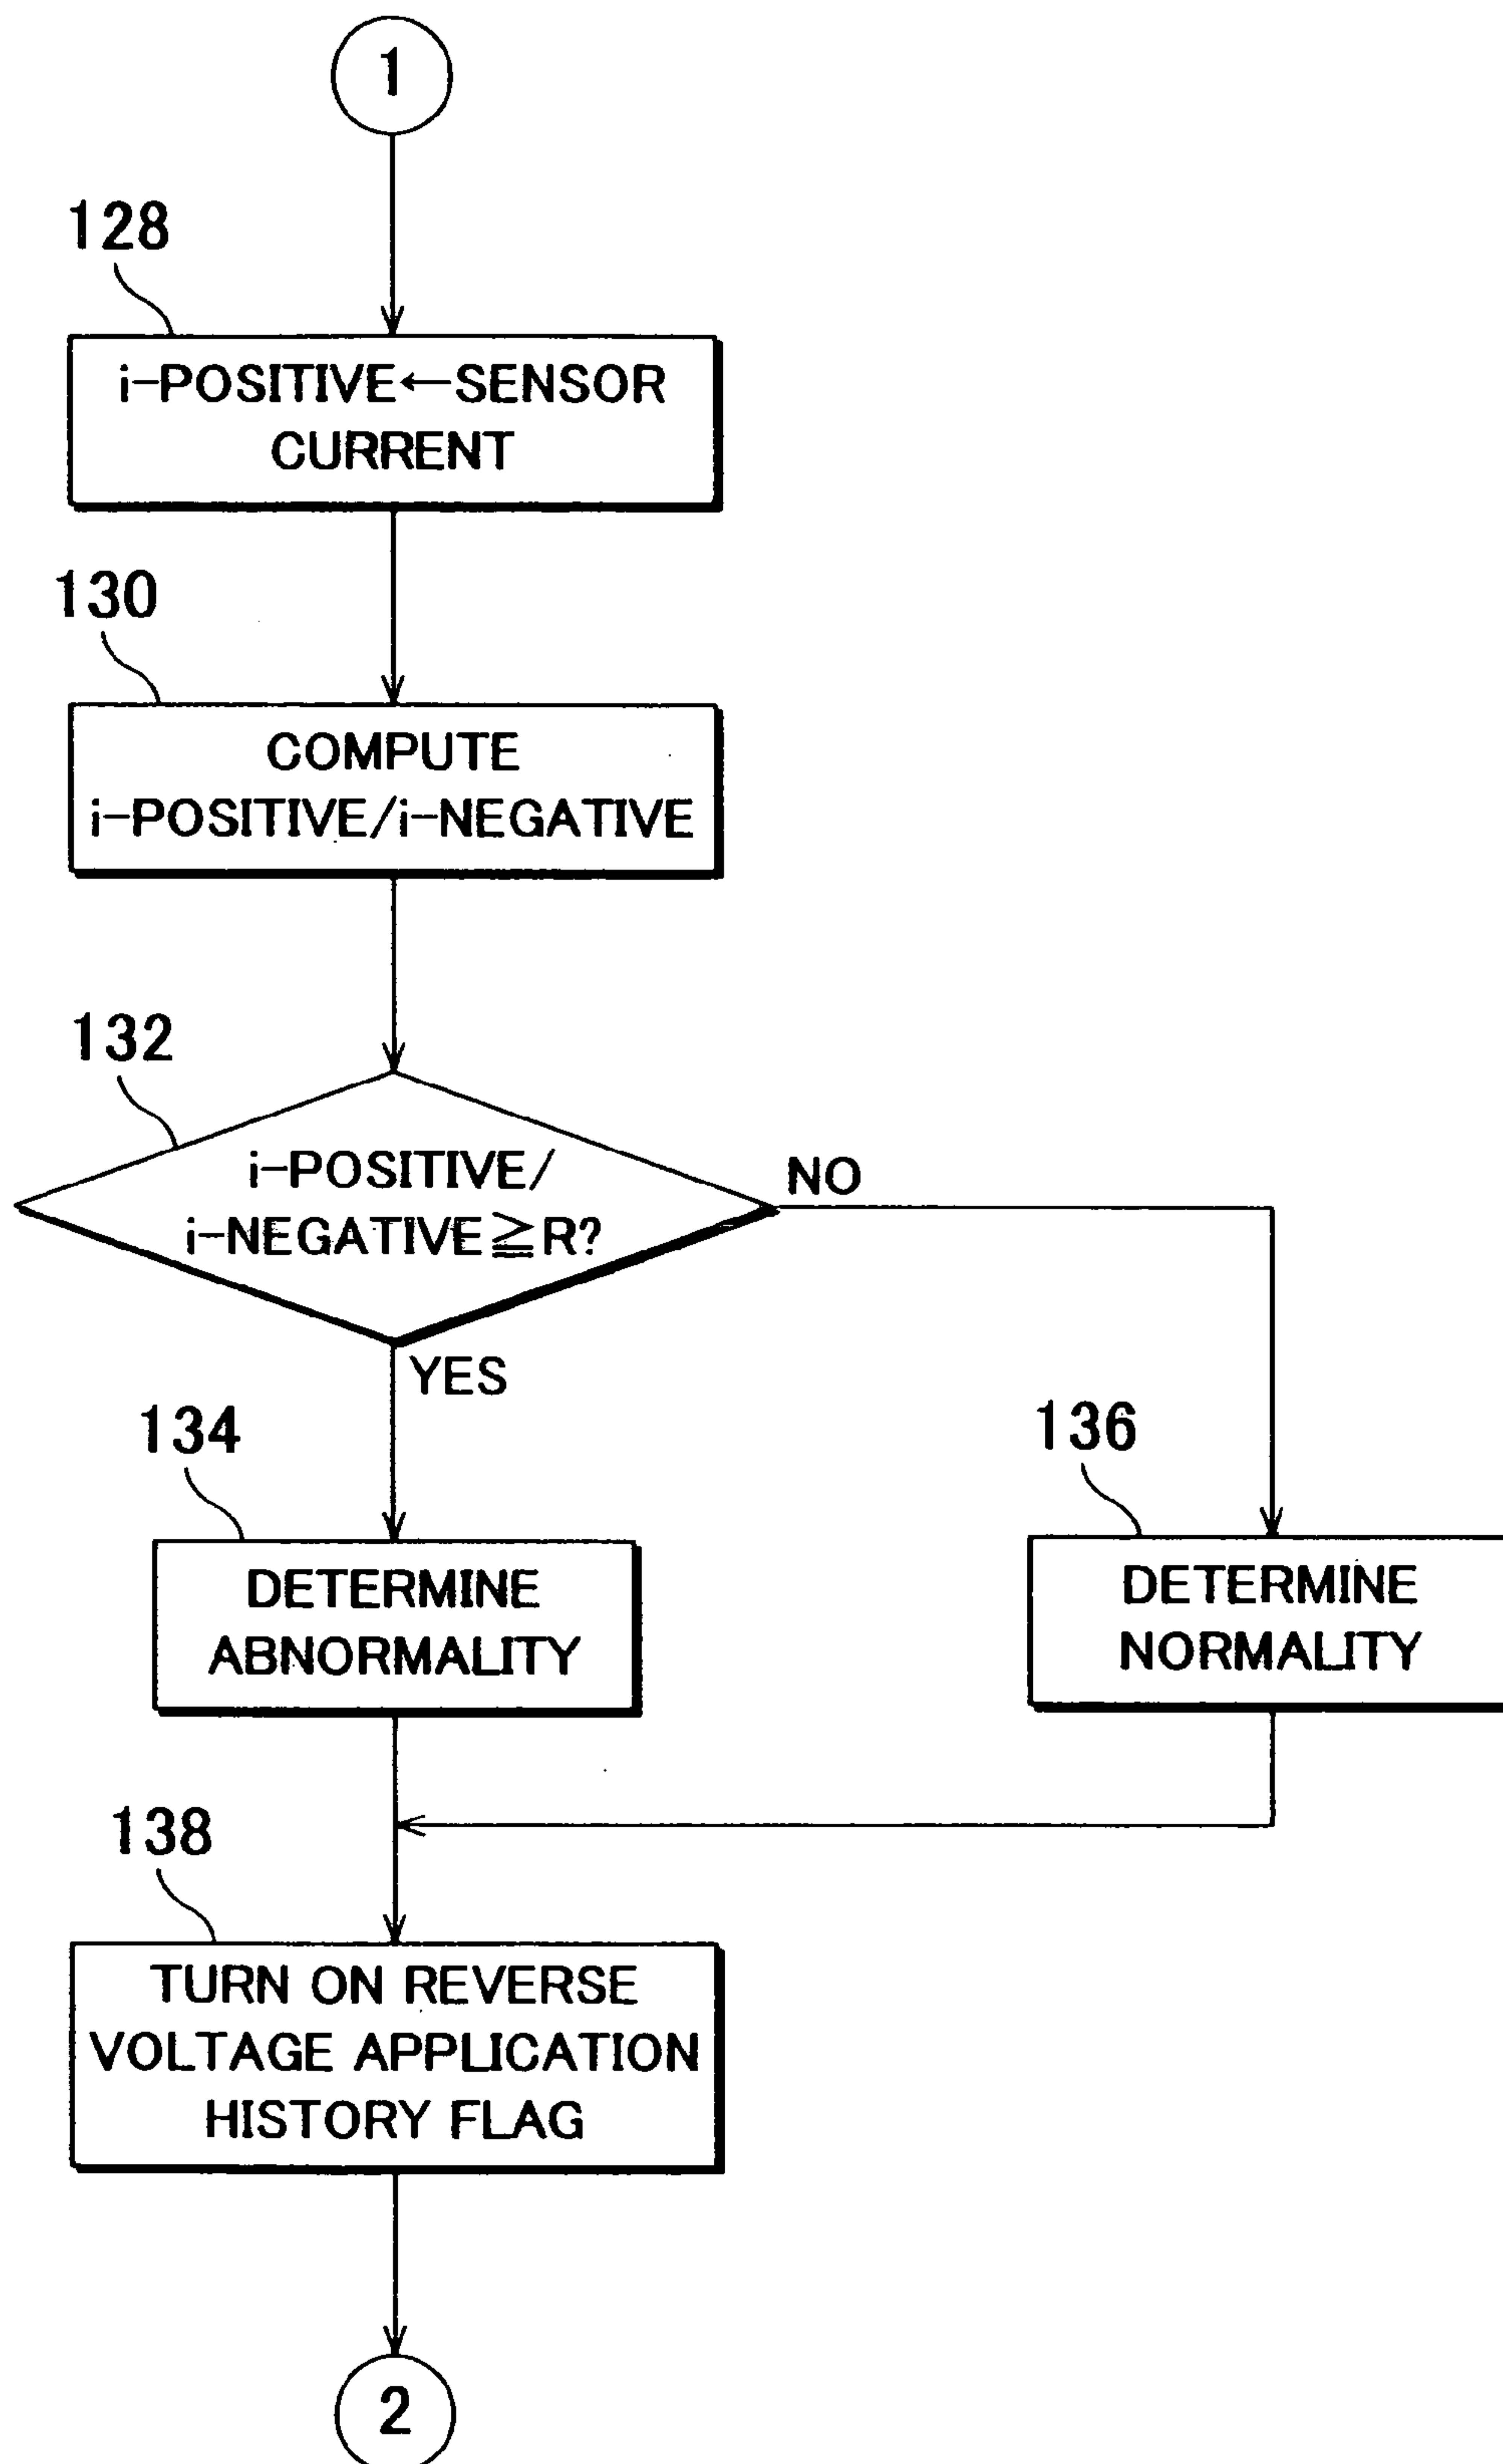 1
128
i-POSITIVE←SENSOR
CURRENT
130
COMPUTE
i-POSITIVE/i-NEGATIVE
132
i-POSITIVE/
i-NEGATIVE≧R?
NO
YES
134
DETERMINE
ABNORMALITY
136
DETERMINE
NORMALITY
138
TURN ON REVERSE
VOLTAGE APPLICATION
HISTORY FLAG
2